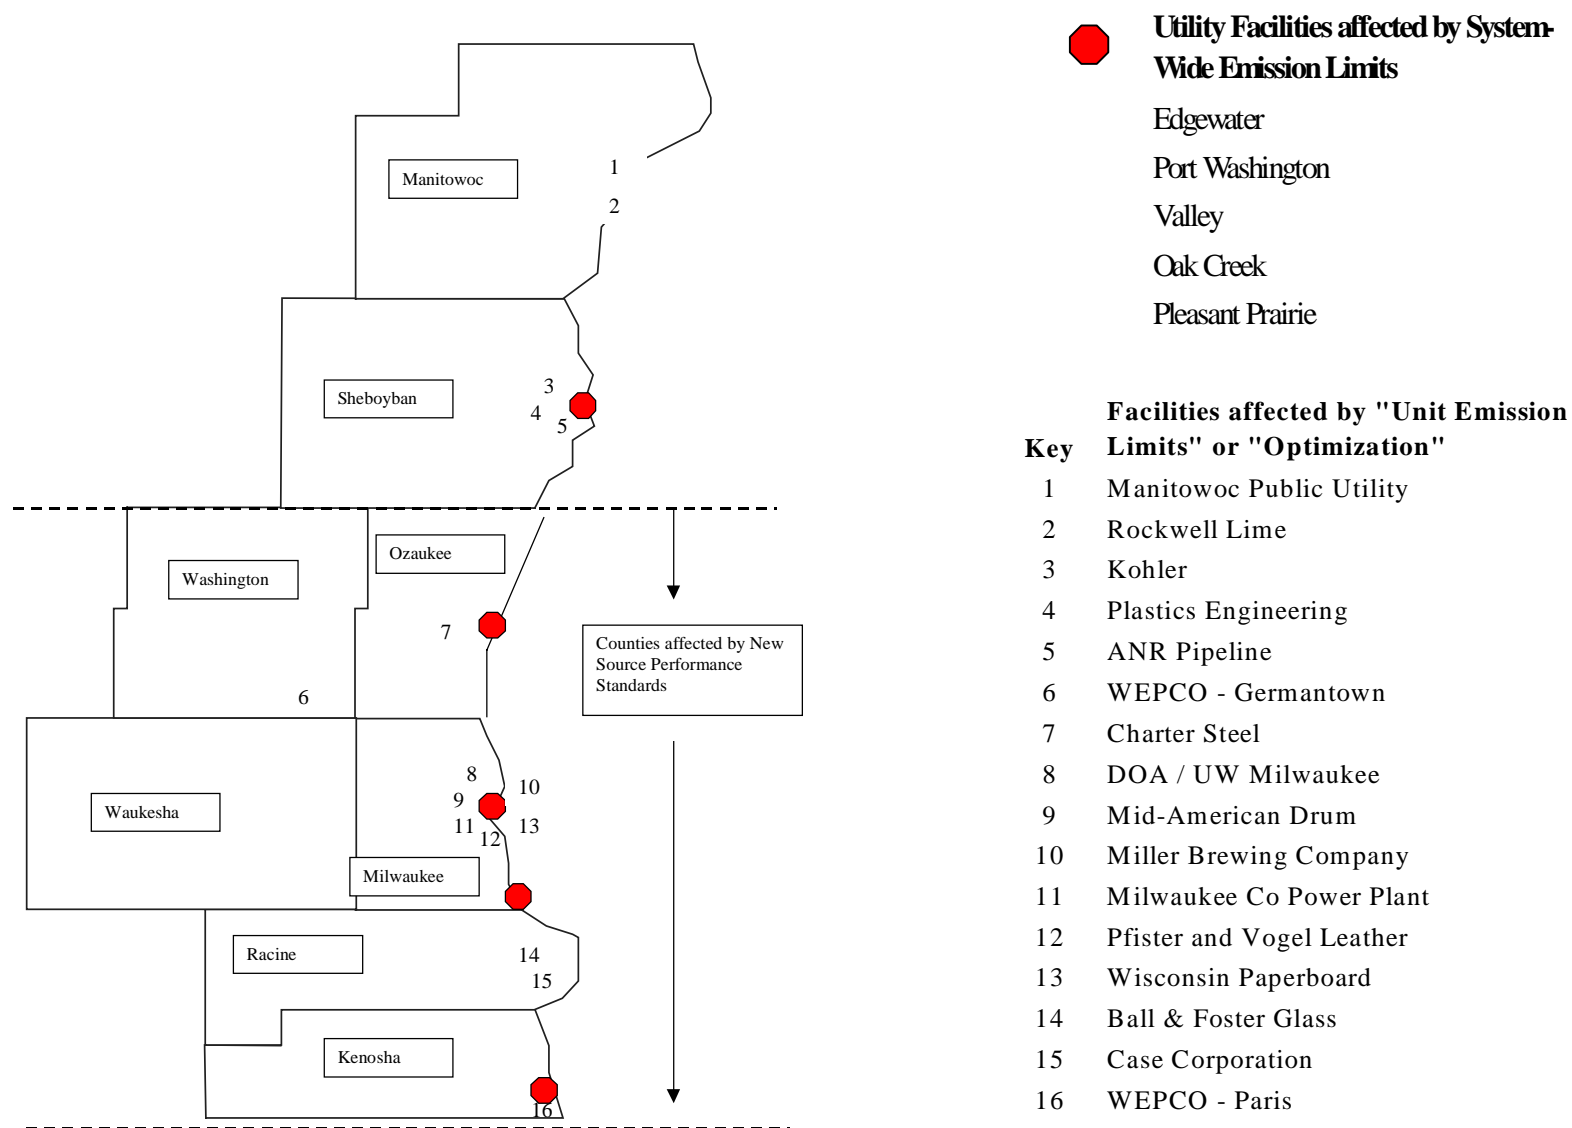 Utility Facilities affected by System-
Wide Emission Limits
Edgewater
Port Washington
Valley
Oak Creek
Pleasant Prairie
Manitowoc
1
2
Sheboyban
3
4
5
Ozaukee
Washington
7
6
Counties affected by New
Source Performance
Standards
Waukesha
8
9
10
11
12
13
Milwaukee
Racine
14
15
Kenosha
16
Facilities affected by "Unit Emission
Key Limits" or "Optimization"
1 Manitowoc Public Utility
2 Rockwell Lime
3 Kohler
4 Plastics Engineering
5 ANR Pipeline
6 WEPCO - Germantown
7 Charter Steel
8 DOA / UW Milwaukee
9 Mid-American Drum
10 Miller Brewing Company
11 Milwaukee Co Power Plant
12 Pfister and Vogel Leather
13 Wisconsin Paperboard
14 Ball & Foster Glass
15 Case Corporation
16 WEPCO - Paris